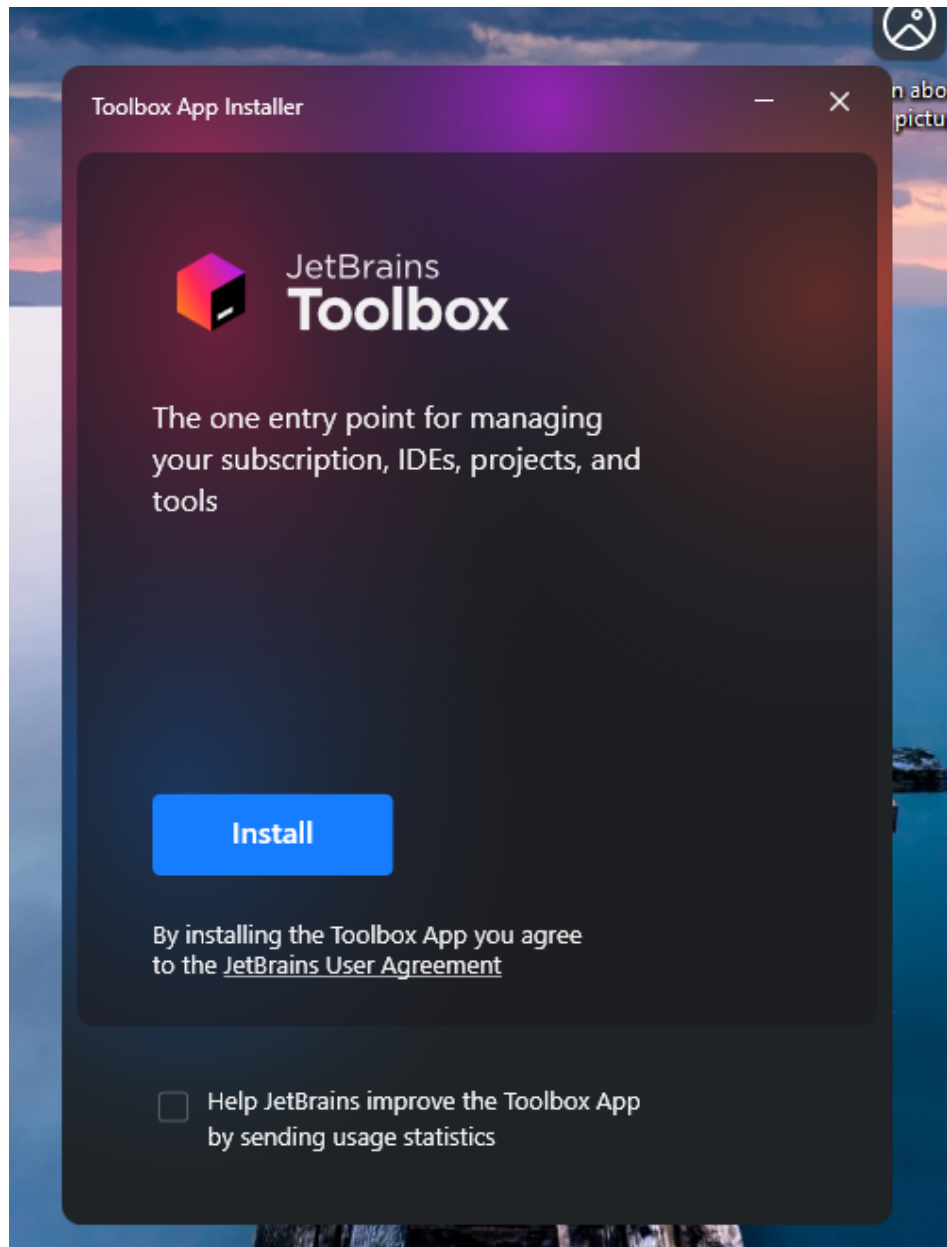 n abo
pictu
Toolbox App Installer
JetBrains
Toolbox
The one entry point for managing
your subscription, IDEs, projects, and
tools
Install
By installing the Toolbox App you agree
to the JetBrains User Agreement
Help JetBrains improve the Toolbox App
by sending usage statistics